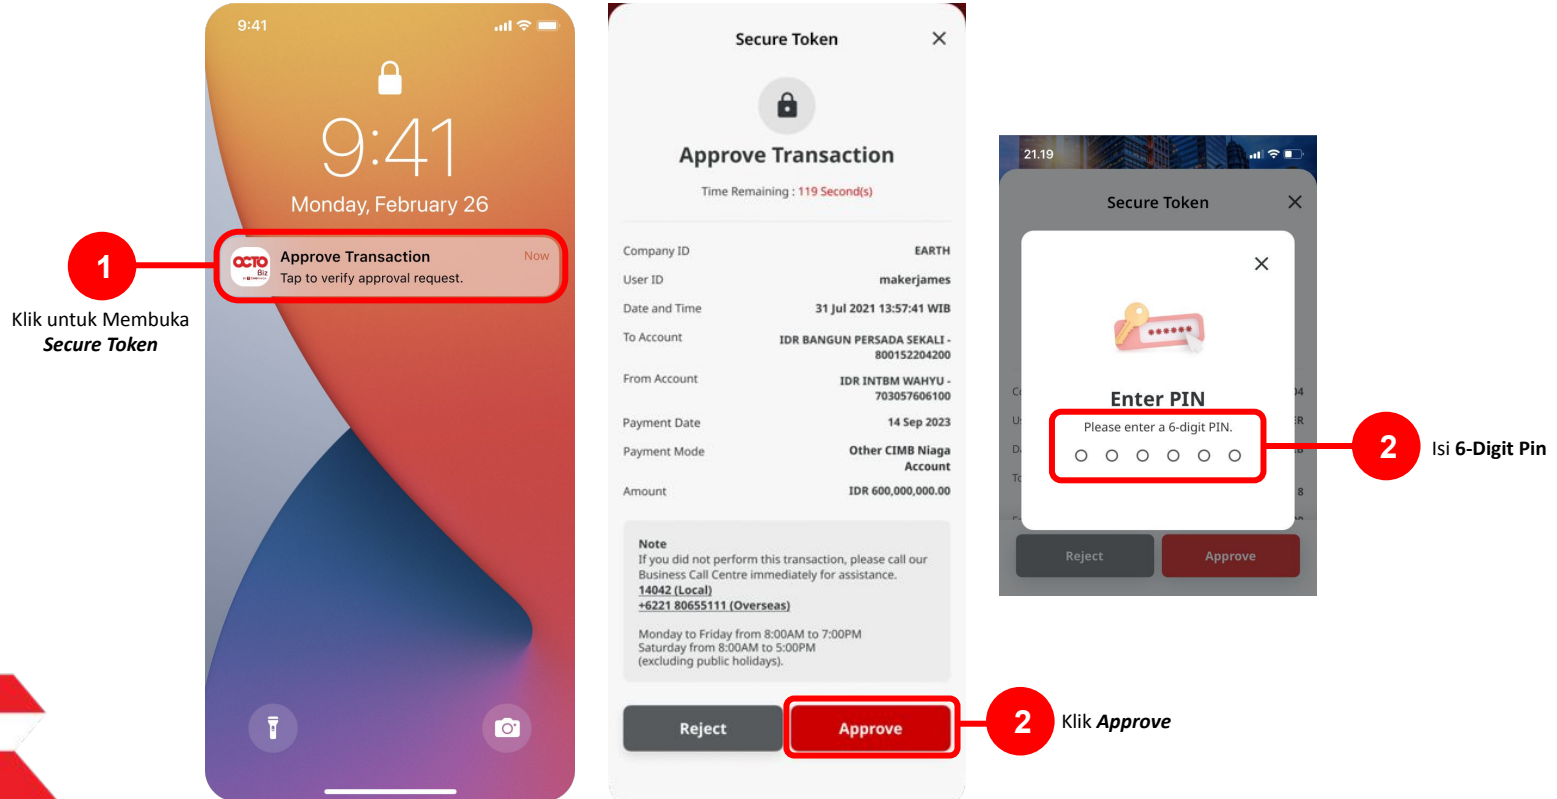 1
Klik untuk Membuka
Secure Token
9:41
9:41
Monday, February 26
OCTO
Biz
Approve Transaction
Now
Tap to verify approval request.
Secure Token
Approve Transaction
Time Remaining : 119 Second(s)
Company ID EARTH
User ID makerjames
Date and Time 31 Jul 2021 13:57:41 WIB
To Account IDR BANGUN PERSADA SEKALI -
800152204200
From Account IDR INTBM WAHYU -
703057606100
Payment Date 14 Sep 2023
Payment Mode Other CIMB Niaga
Account
Amount IDR 600,000,000.00
Note
If you did not perform this transaction, please call our
Business Call Centre immediately for assistance.
14042 (Local)
+6221 80655111 (Overseas)
Monday to Friday from 8:00AM to 7:00PM
Saturday from 8:00AM to 5:00PM
(excluding public holidays).
Reject
Approve
2
Klik Approve
21.19
Secure Token
Enter PIN
Please enter a 6-digit PIN.
Reject
Approve
2
Isi 6-Digit Pin